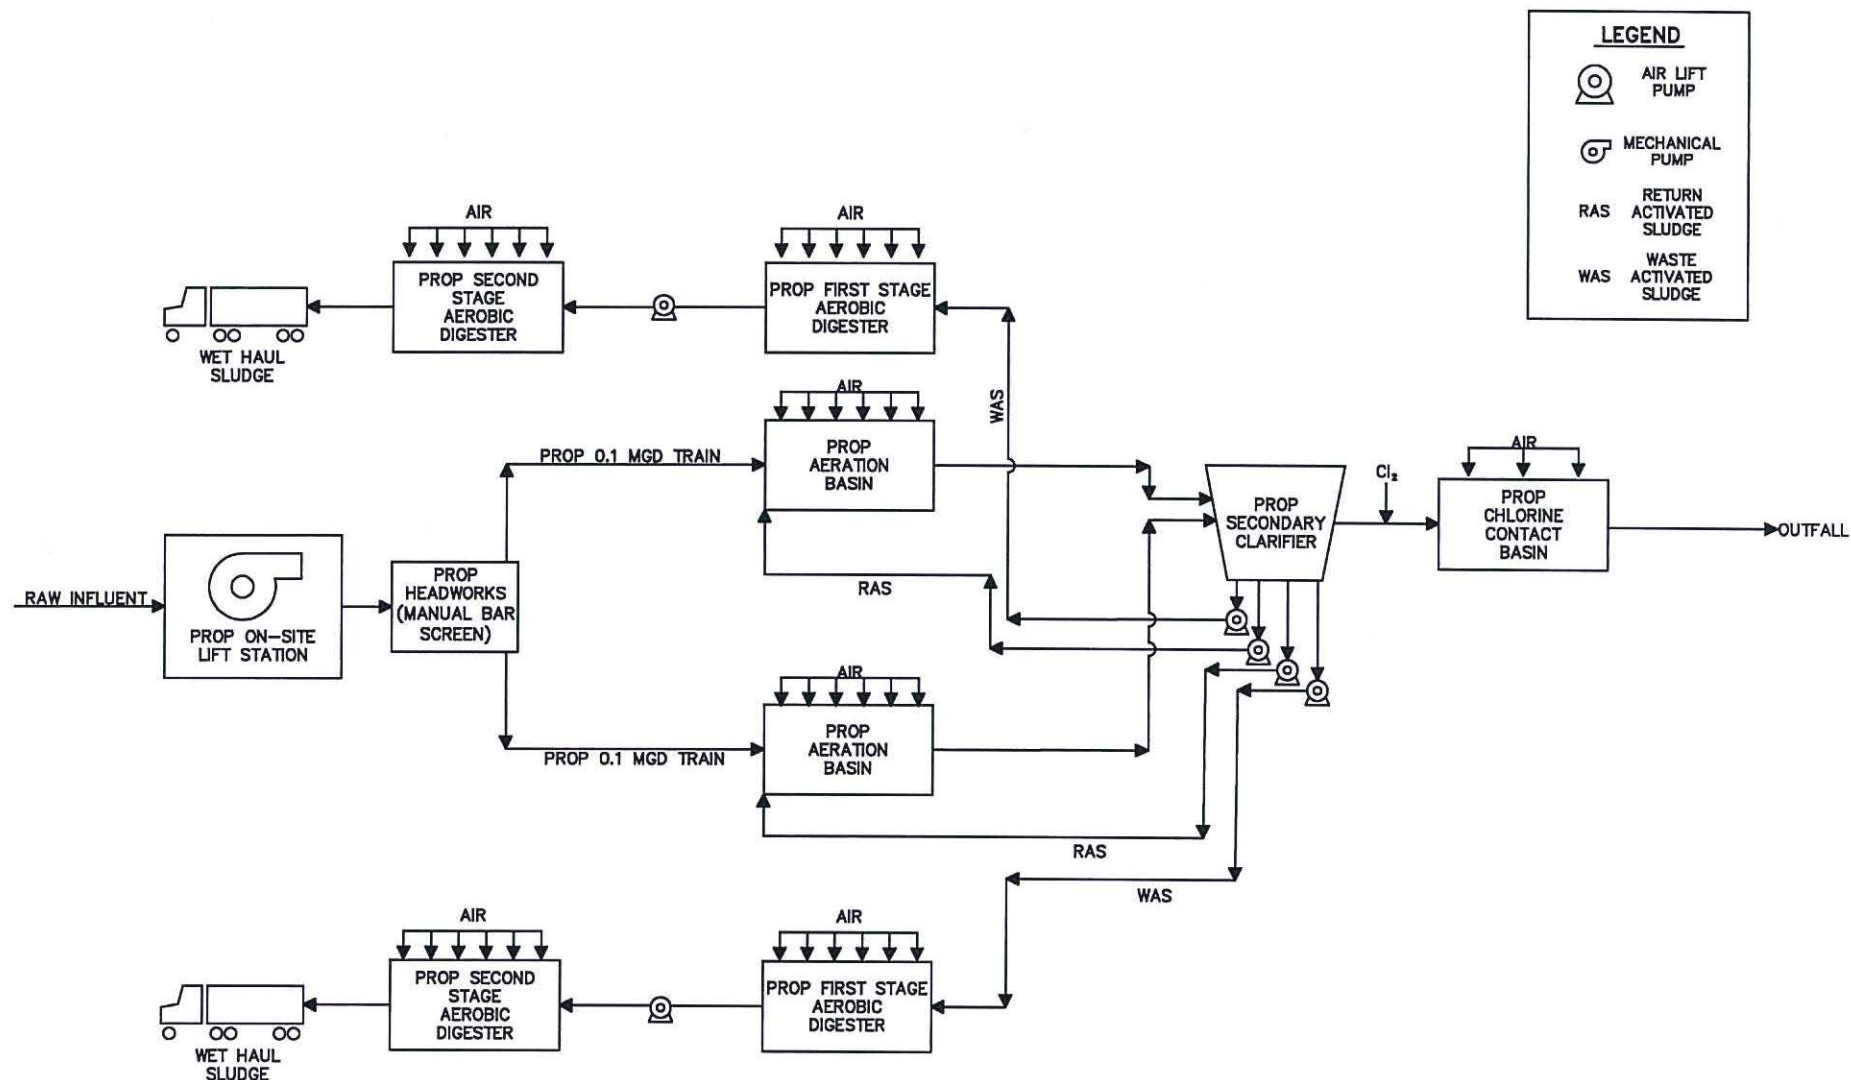 LEGEND
AIR LIFT
PUMP
MECHANICAL
PUMP
RAS
RETURN
ACTIVATED
SLUDGE
WAS
WASTE
ACTIVATED
SLUDGE
AIR
PROP SECOND
STAGE
AEROBIC
DIGESTER
AIR
PROP FIRST STAGE
AEROBIC
DIGESTER
WET HAUL
SLUDGE
WAS
AIR
PROP
AERATION
BASIN
PROP 0.1 MGD TRAIN
RAS
RAW INFLUENT
PROP ON-SITE
LIFT STATION
PROP
HEADWORKS
(MANUAL BAR
SCREEN)
PROP
SECONDARY
CLARIFIER
Cl₂
AIR
PROP
CHLORINE
CONTACT
BASIN
OUTFALL
AIR
PROP
AERATION
BASIN
PROP 0.1 MGD TRAIN
RAS
WAS
AIR
PROP SECOND
STAGE
AEROBIC
DIGESTER
AIR
PROP FIRST STAGE
AEROBIC
DIGESTER
WET HAUL
SLUDGE